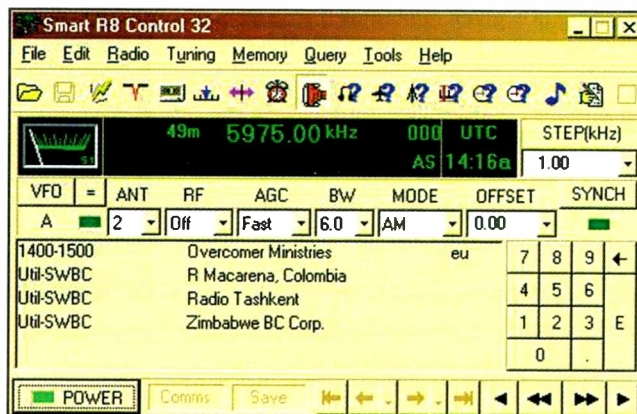 Smart R8 Control 32
File Edit Radio Tuning Memory Query Tools Help
49m 5975.00 kHz 000 UTC STEP(kHz)
S1 AS 14:16a 1.00
VFO = ANT RF AGC BW MODE OFFSET SYNCH
A 2 Off Fast 6.0 AM 0.00
1400-1500 Overcomer Ministries eu
Util-SWBC R Macarena, Colombia
Util-SWBC Radio Tashkent
Util-SWBC Zimbabwe BC Corp.
7 8 9
4 5 6
1 2 3 E
0 .
POWER Comms Save